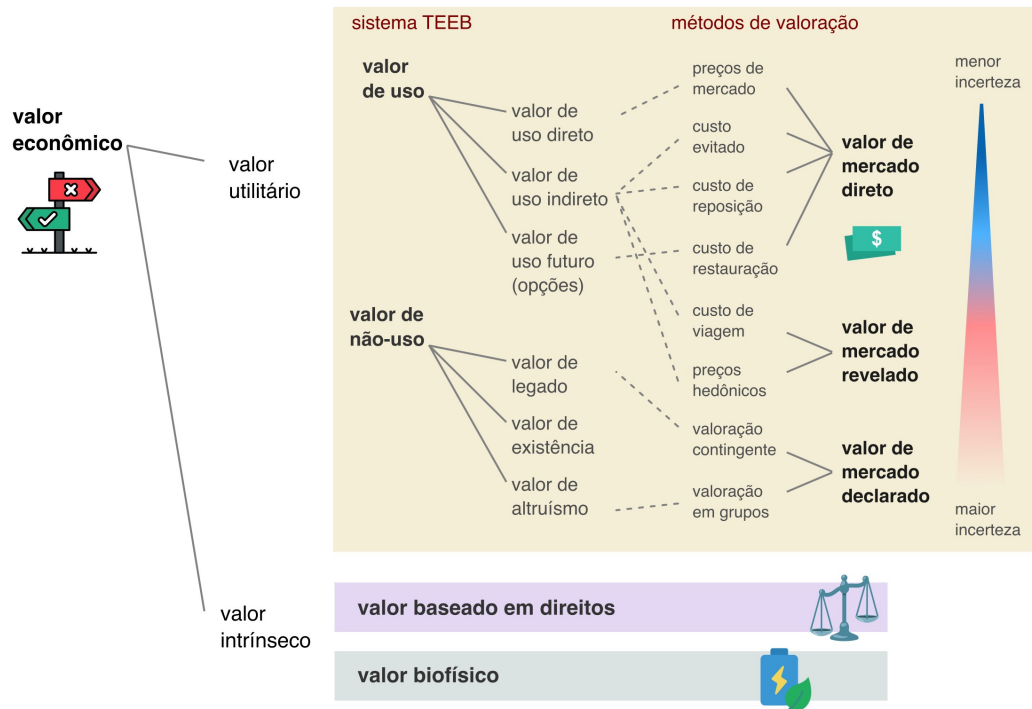 sistema TEEB
métodos de valoração
valor
econômico
valor
utilitário
valor
intrínseco
valor
de uso
valor de
uso direto
valor de
uso indireto
valor de
uso futuro
(opções)
valor de
não-uso
valor de
legado
valor de
existência
valor de
altruísmo
preços de
mercado
custo
evitado
custo de
reposição
custo de
restauração
custo de
viagem
preços
hedônicos
valoração
contingente
valoração
em grupos
valor de
mercado
direto
$
valor de
mercado
revelado
valor de
mercado
declarado
menor
incerteza
maior
incerteza
valor baseado em direitos
valor biofísico